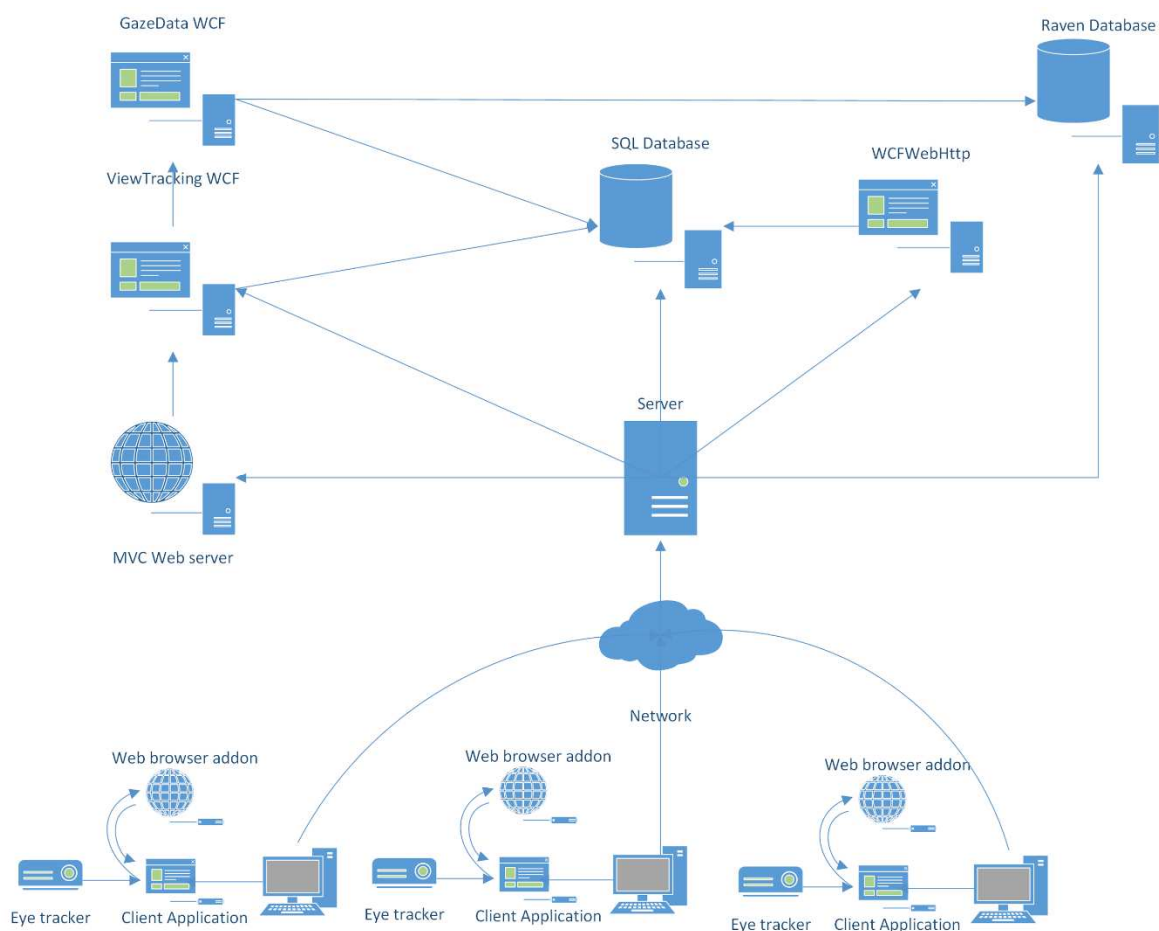 GazeData WCF
Raven Database
SQL Database
WCFWebHttp
ViewTracking WCF
Server
MVC Web server
Network
Web browser addon
Web browser addon
Web browser addon
Eye tracker
Client Application
Eye tracker
Client Application
Eye tracker
Client Application